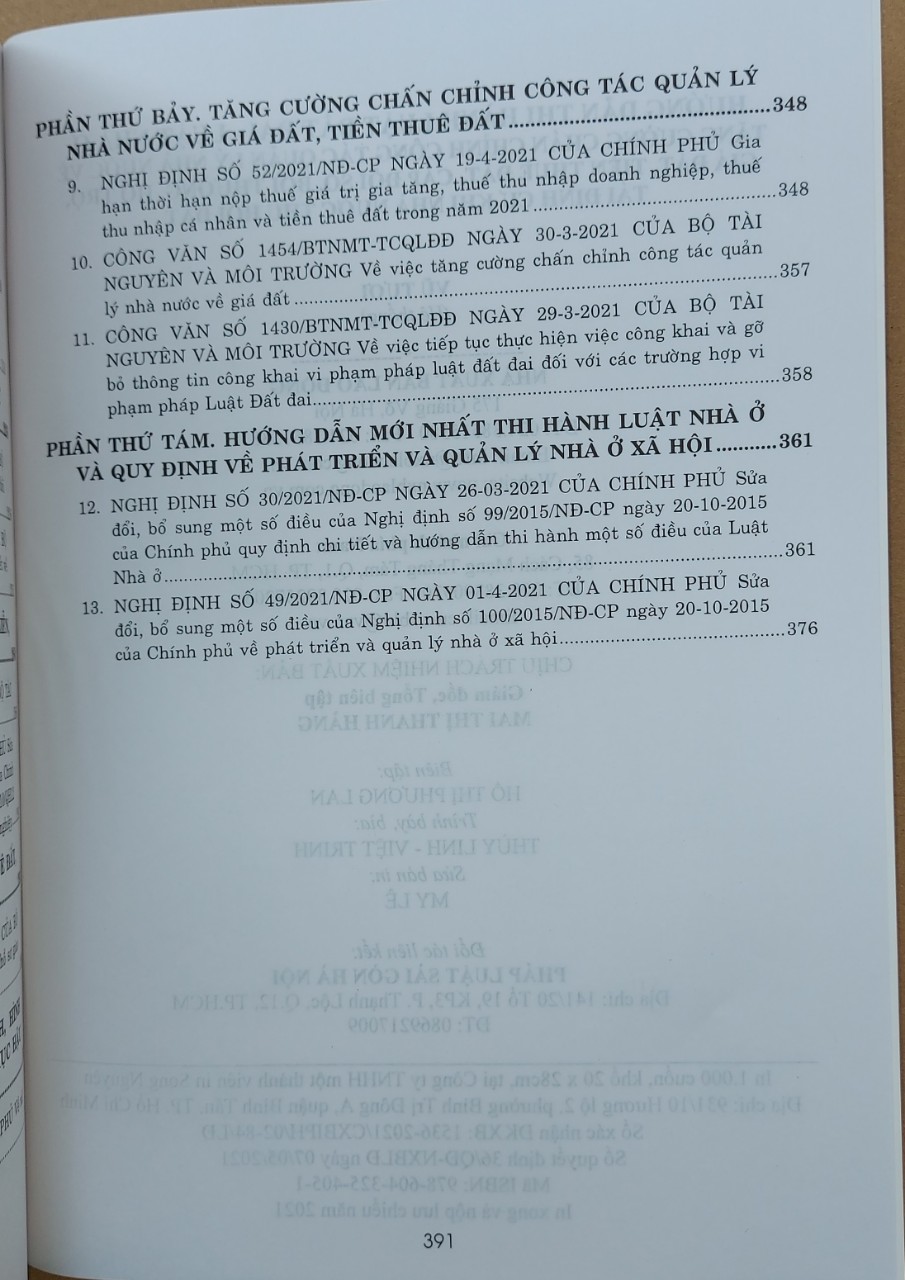 PHẦN THỨ BẢY. TĂNG CƯỜNG CHẤN CHỈNH CÔNG TÁC QUẢN LÝ
NHÀ NƯỚC VỀ GIÁ ĐẤT, TIỀN THUÊ ĐẤT...............................348
9. NGHỊ ĐỊNH SỐ 52/2021/NĐ-CP NGÀY 19-4-2021 CỦA CHÍNH PHỦ Gia
hạn thời hạn nộp thuế giá trị gia tăng, thuế thu nhập doanh nghiệp, thuế
thu nhập cá nhân và tiền thuê đất trong năm 2021...............................348
10. CÔNG VĂN SỐ 1454/BTNMT-TCQLĐĐ NGÀY 30-3-2021 CỦA BỘ TÀI
NGUYÊN VÀ MÔI TRƯỜNG Về việc tăng cường chấn chỉnh công tác quản
lý nhà nước về giá đất...............................357
11. CÔNG VĂN SỐ 1430/BTNMT-TCQLĐĐ NGÀY 29-3-2021 CỦA BỘ TÀI
NGUYÊN VÀ MÔI TRƯỜNG Về việc tiếp tục thực hiện việc công khai và gỡ
bỏ thông tin công khai vi phạm pháp luật đất đai đối với các trường hợp vi
phạm pháp Luật Đất đai...............................358
PHẦN THỨ TÁM. HƯỚNG DẪN MỚI NHẤT THI HÀNH LUẬT NHÀ Ở
VÀ QUY ĐỊNH VỀ PHÁT TRIỂN VÀ QUẢN LÝ NHÀ Ở XÃ HỘI...........361
12. NGHỊ ĐỊNH SỐ 30/2021/NĐ-CP NGÀY 26-03-2021 CỦA CHÍNH PHỦ Sửa
đổi, bổ sung một số điều của Nghị định số 99/2015/NĐ-CP ngày 20-10-2015
của Chính phủ quy định chi tiết và hướng dẫn thi hành một số điều của Luật
Nhà ở...............................361
13. NGHỊ ĐỊNH SỐ 49/2021/NĐ-CP NGÀY 01-4-2021 CỦA CHÍNH PHỦ Sửa
đổi, bổ sung một số điều của Nghị định số 100/2015/NĐ-CP ngày 20-10-2015
của Chính phủ về phát triển và quản lý nhà ở xã hội...............................376
391